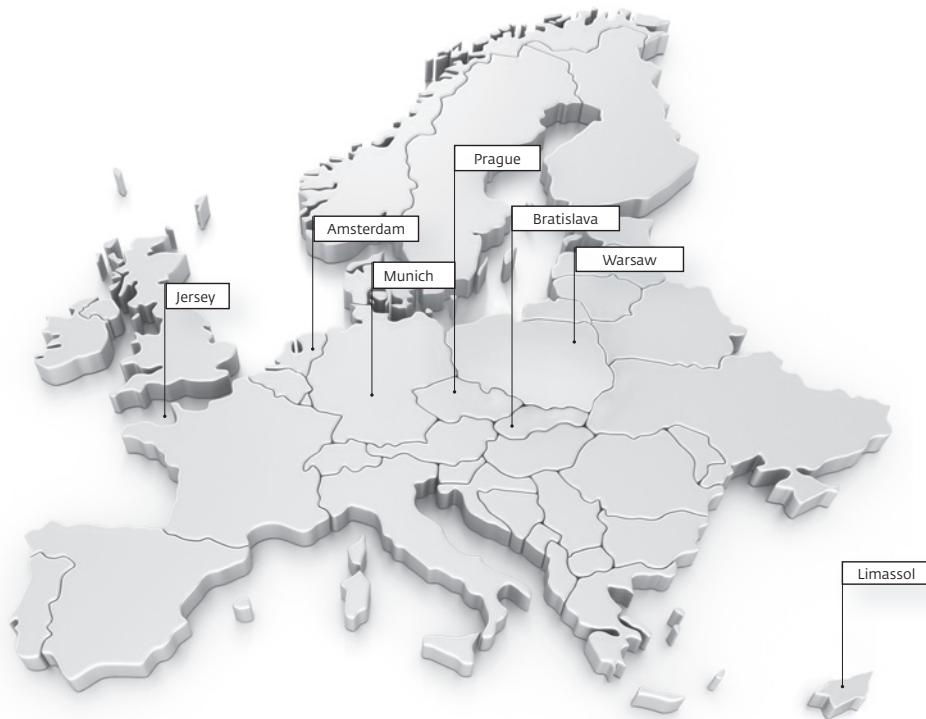 Prague
Bratislava
Amsterdam
Warsaw
Munich
Jersey
Limassol